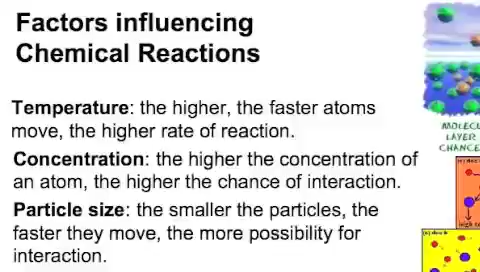 Factors influencing
Chemical Reactions
Temperature: the higher, the faster atoms
move, the higher rate of reaction.
Concentration: the higher the concentration of
an atom, the higher the chance of interaction.
Particle size: the smaller the particles, the
faster they move, the more possibility for
interaction.
LAYER
CHANCE